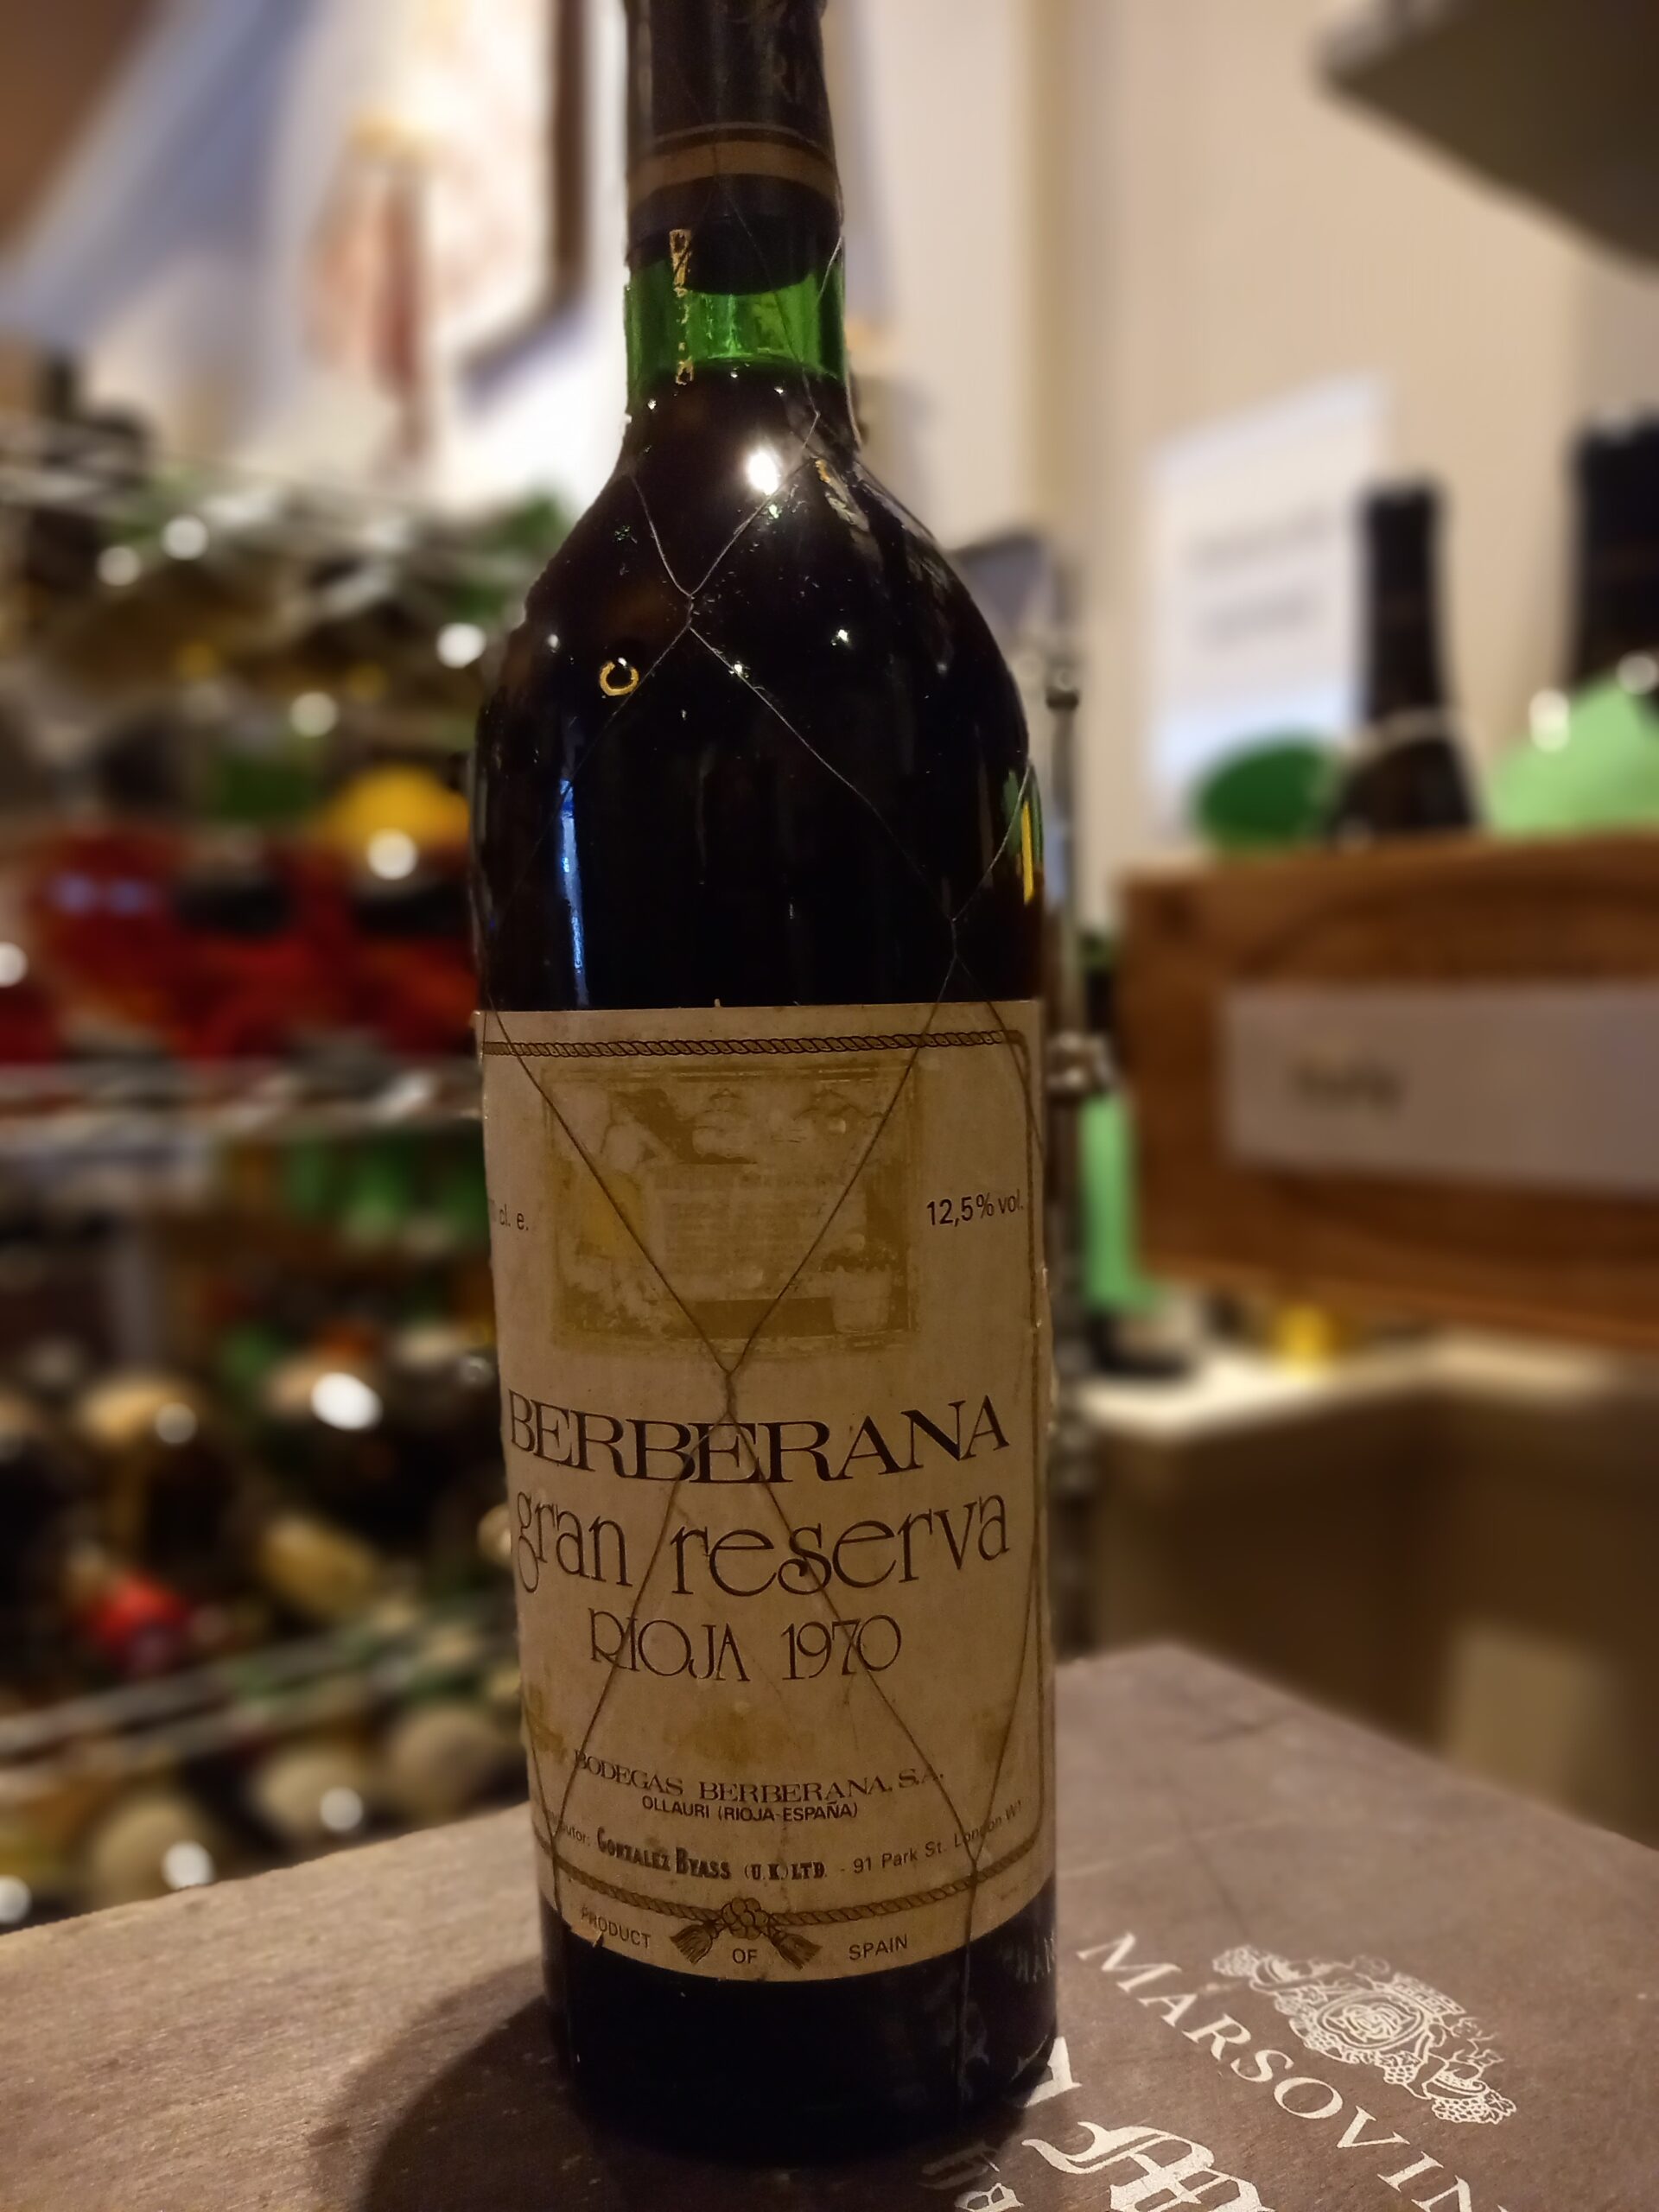 cl. e.
12,5% vol.
BERBERANA
gran reserva
RIOJA 1970
BODEGAS BERBERANA, S.A.
OLLAURI (RIOJA-ESPAÑA)
GONZALEZ BYASS (U.K.) LTD. - 91 Park St. London W1
PRODUCT OF SPAIN
MARSOVIN